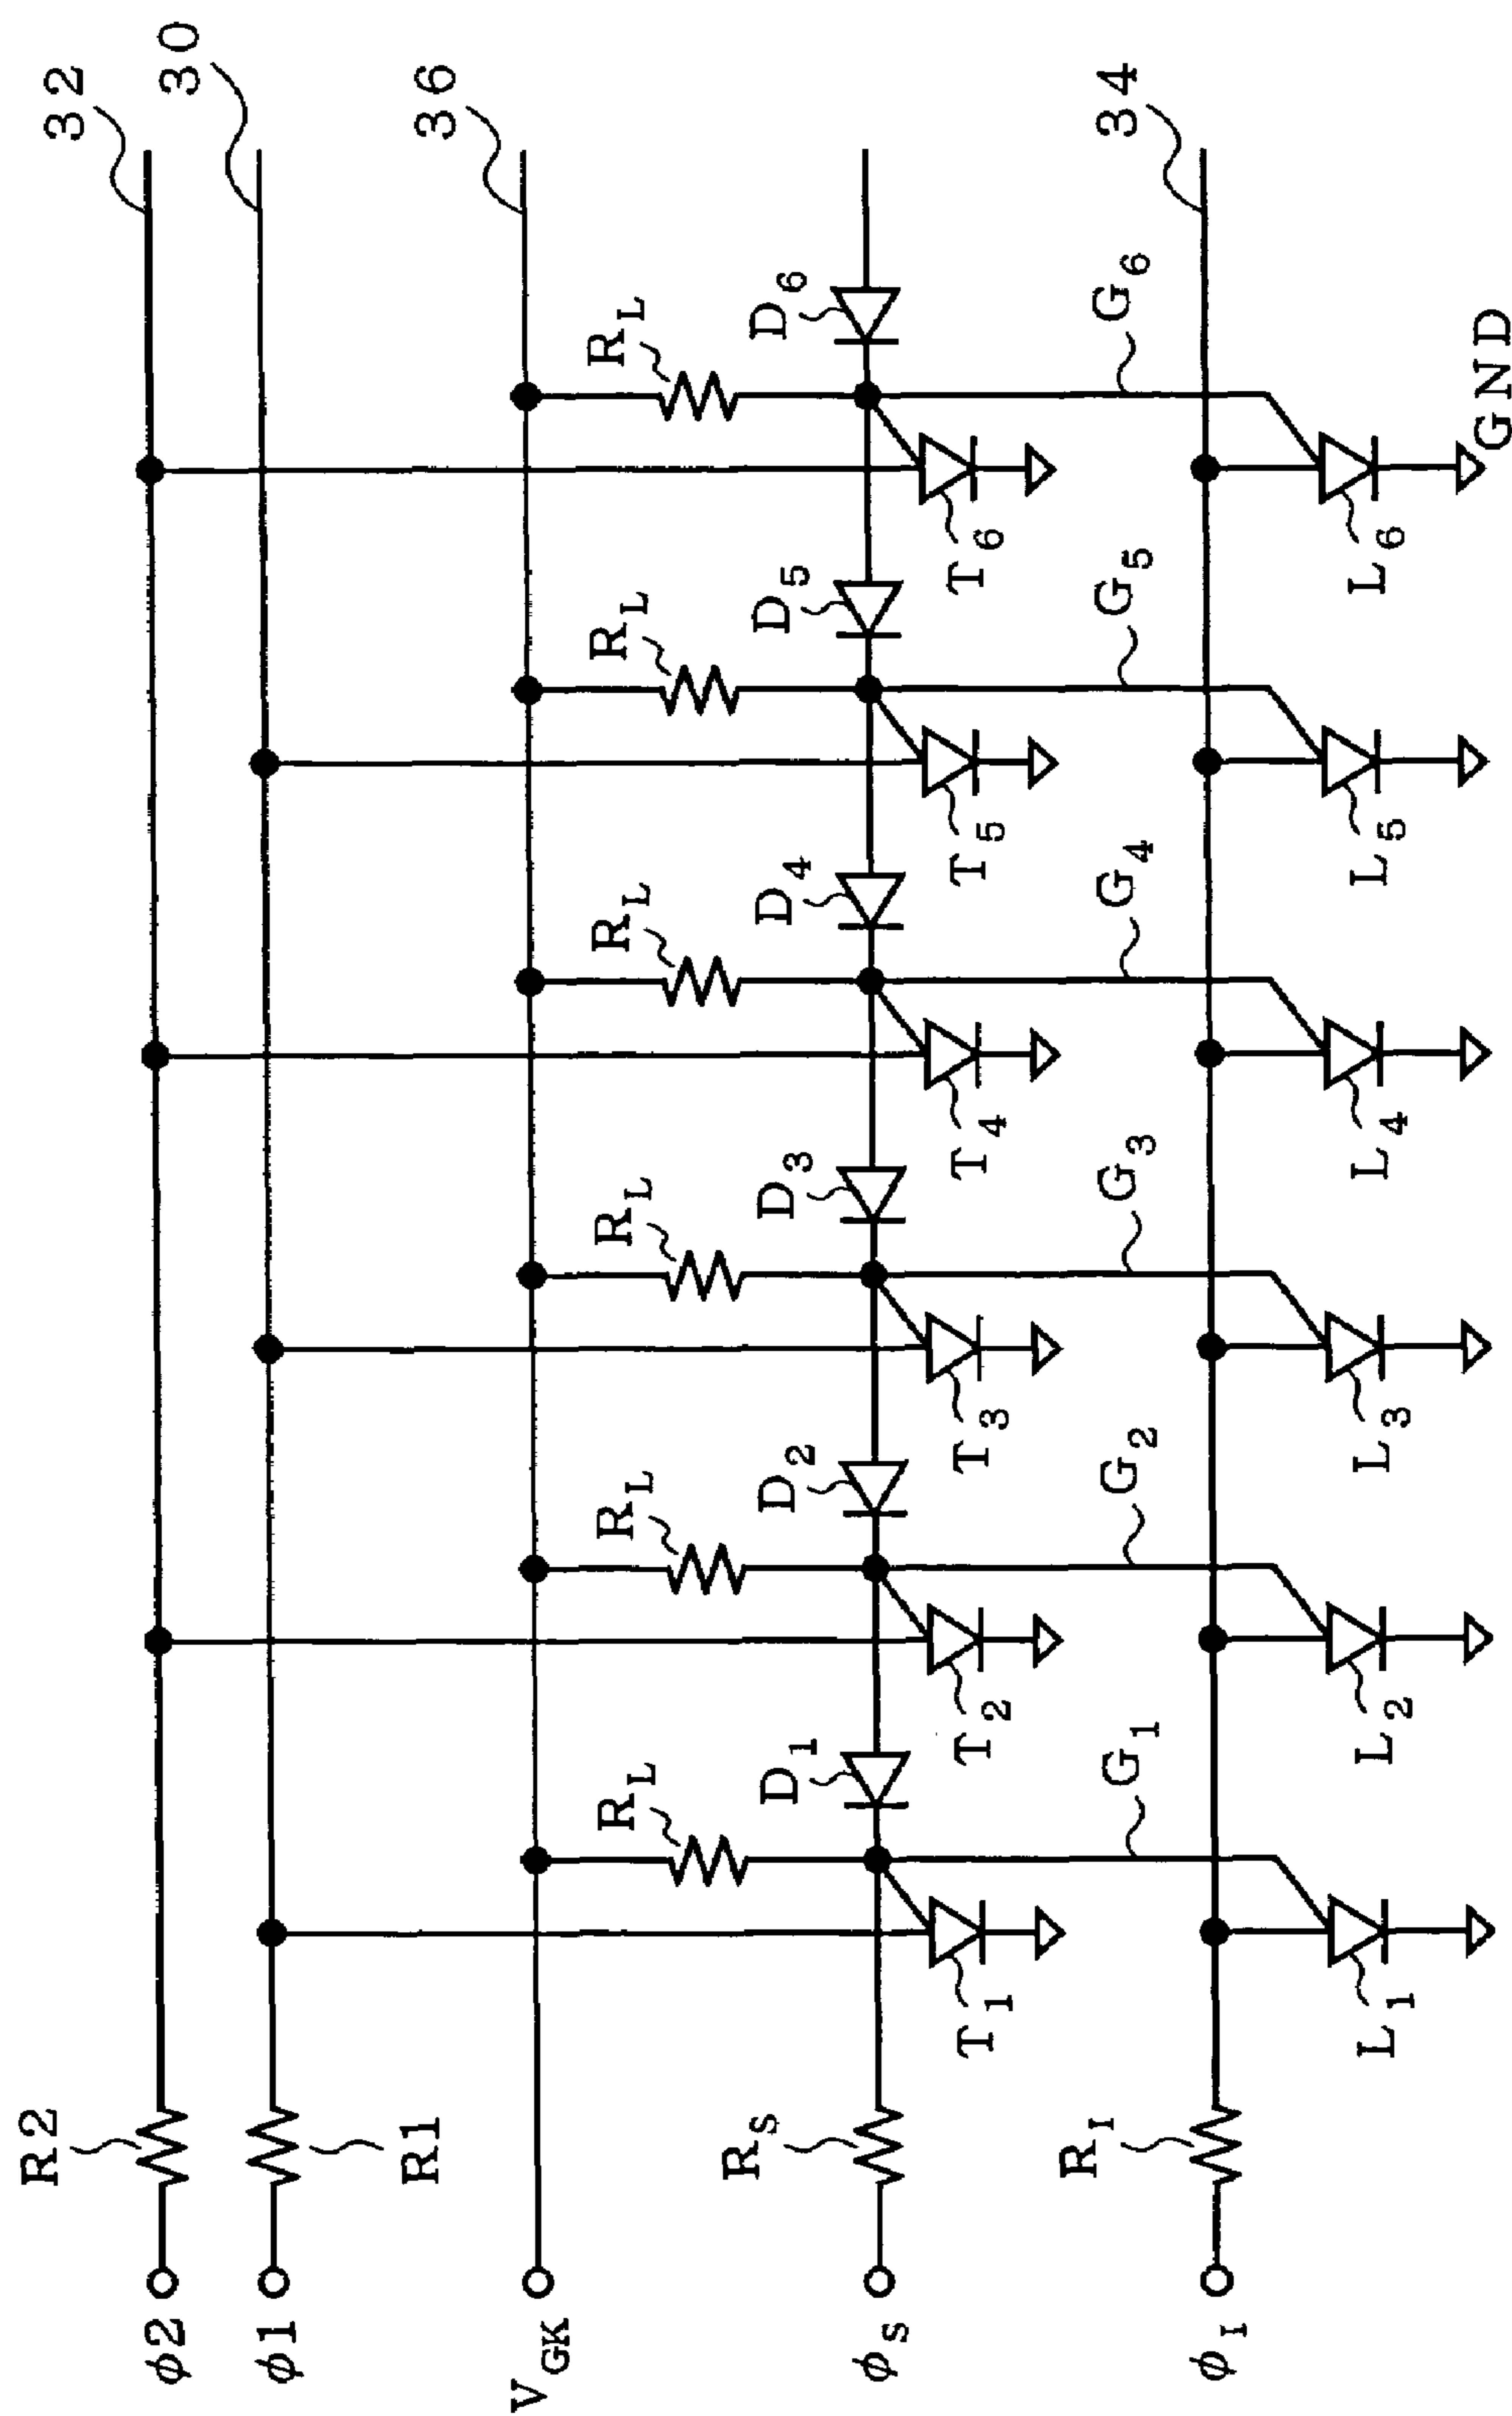 32
30
36
34
R2
R1
R_S
R_I
φ2
φ1
V_GK
φ_S
φ_I
R_L
R_L
R_L
R_L
R_L
R_L
D_1
D_2
D_3
D_4
D_5
D_6
T_1
T_2
T_3
T_4
T_5
T_6
G_1
G_2
G_3
G_4
G_5
G_6
L_1
L_2
L_3
L_4
L_5
L_6
GND